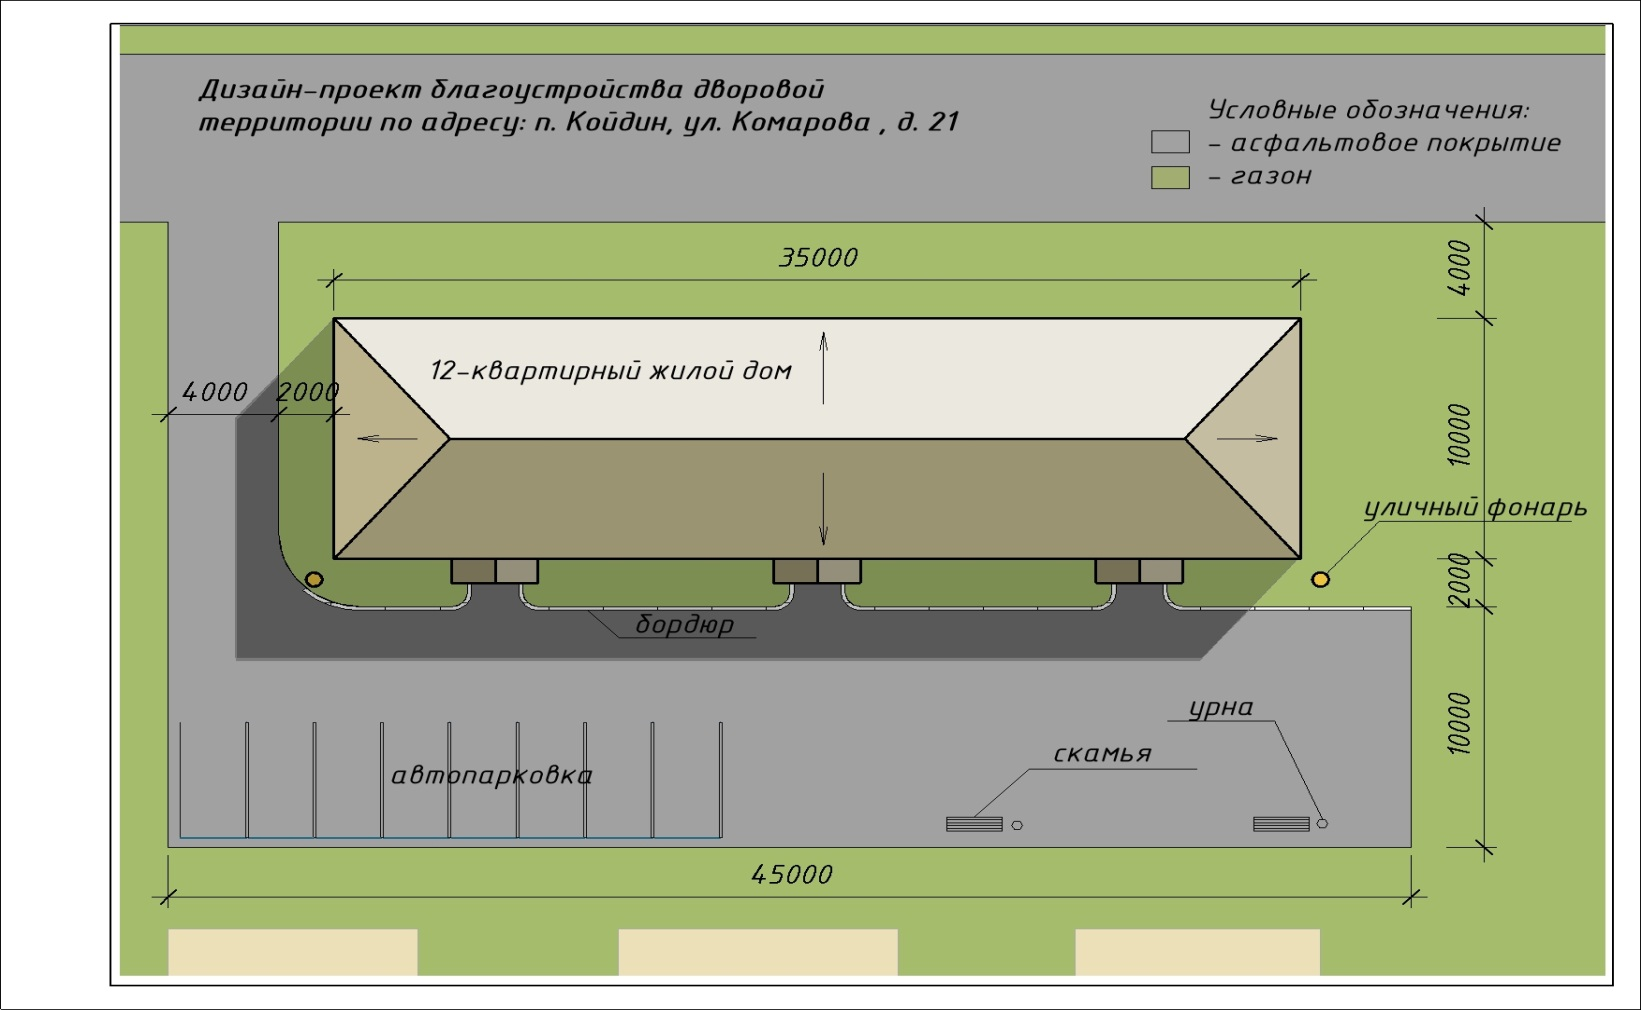 Дизайн-проект благоустройства дворовой
территории по адресу: п. Койдин, ул. Комарова , д. 21
Условные обозначения:
- асфальтовое покрытие
- газон
35000
4000
12-квартирный жилой дом
4000
2000
10000
уличный фонарь
2000
бордюр
урна
10000
скамья
автопарковка
45000